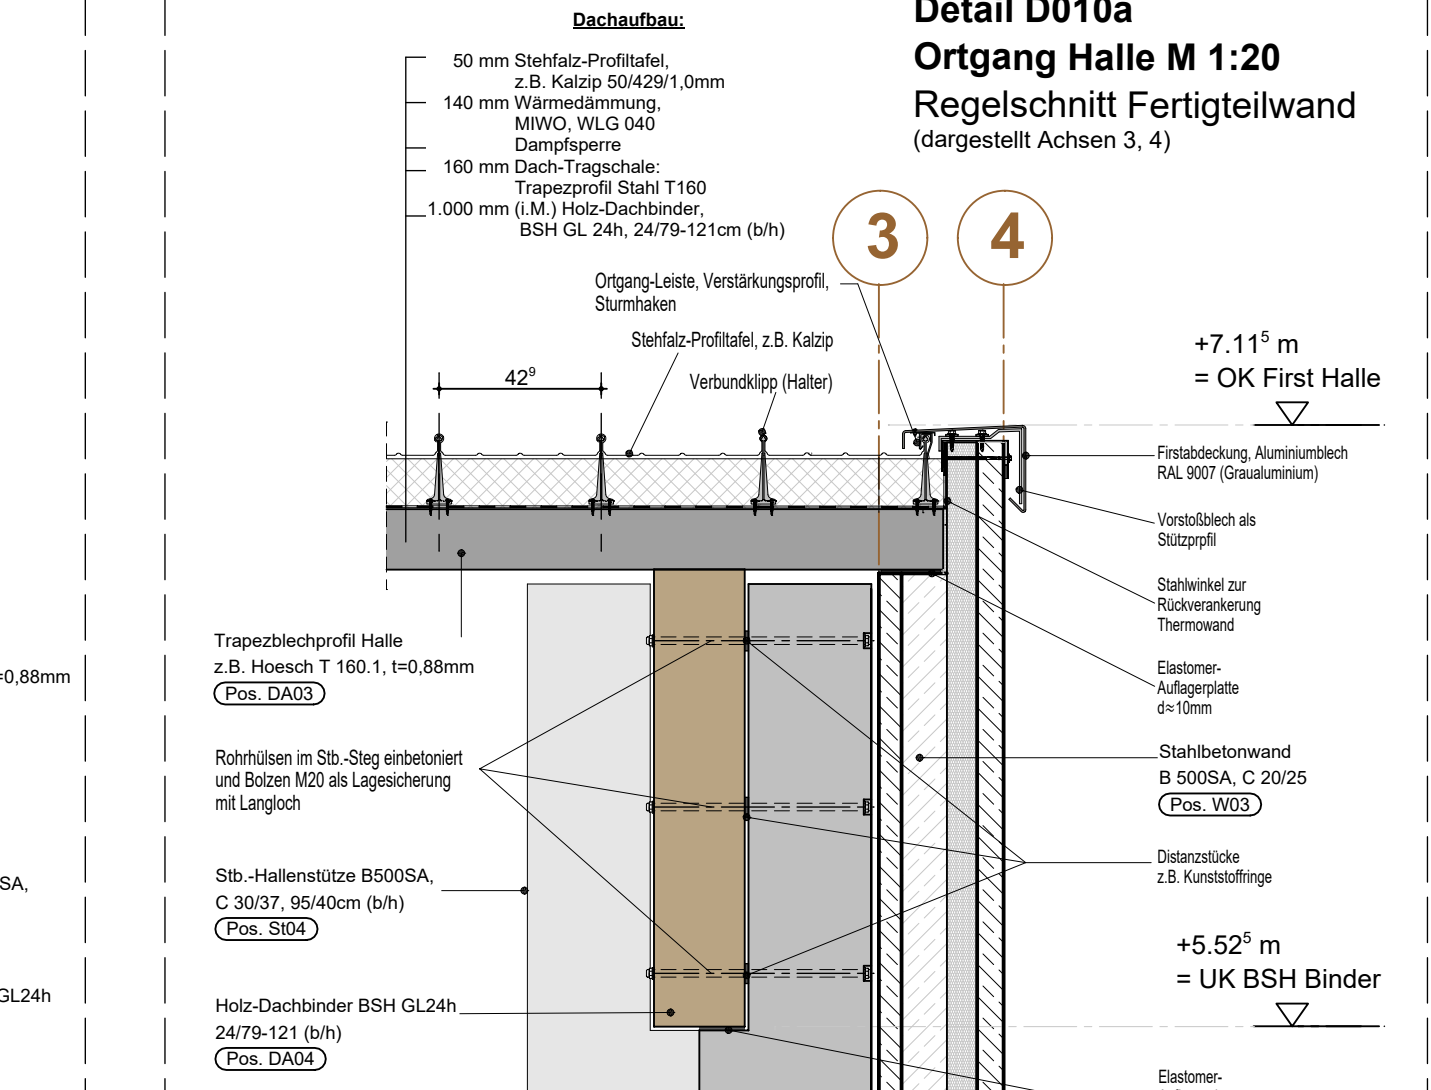 Detail D010a
Ortgang Halle M 1:20
Regelschnitt Fertigteilwand
(dargestellt Achsen 3, 4)
Dachaufbau:
50 mm Stehfalz-Profiltafel,
z.B. Kalzip 50/429/1,0mm
140 mm Wärmedämmung,
MIWO, WLG 040
Dampfsperre
160 mm Dach-Tragschale:
Trapezprofil Stahl T160
1.000 mm (i.M.) Holz-Dachbinder,
BSH GL 24h, 24/79-121cm (b/h)
3
4
Ortgang-Leiste, Verstärkungsprofil,
Sturmhaken
Stehfalz-Profiltafel, z.B. Kalzip
Verbundklipp (Halter)
42⁹
+7.11⁵ m
= OK First Halle
Firstabdeckung, Aluminiumblech
RAL 9007 (Graualuminium)
Vorstoßblech als
Stützprpfil
Stahlwinkel zur
Rückverankerung
Thermowand
Elastomer-
Auflagerplatte
d≈10mm
Stahlbetonwand
B 500SA, C 20/25
Pos. W03
Distanzstücke
z.B. Kunststoffringe
+5.52⁵ m
= UK BSH Binder
Elastomer-
Trapezblechprofil Halle
z.B. Hoesch T 160.1, t=0,88mm
Pos. DA03
Rohrhülsen im Stb.-Steg einbetoniert
und Bolzen M20 als Lagesicherung
mit Langloch
Stb.-Hallenstütze B500SA,
C 30/37, 95/40cm (b/h)
Pos. St04
Holz-Dachbinder BSH GL24h
24/79-121 (b/h)
Pos. DA04
=0,88mm
SA,
GL24h